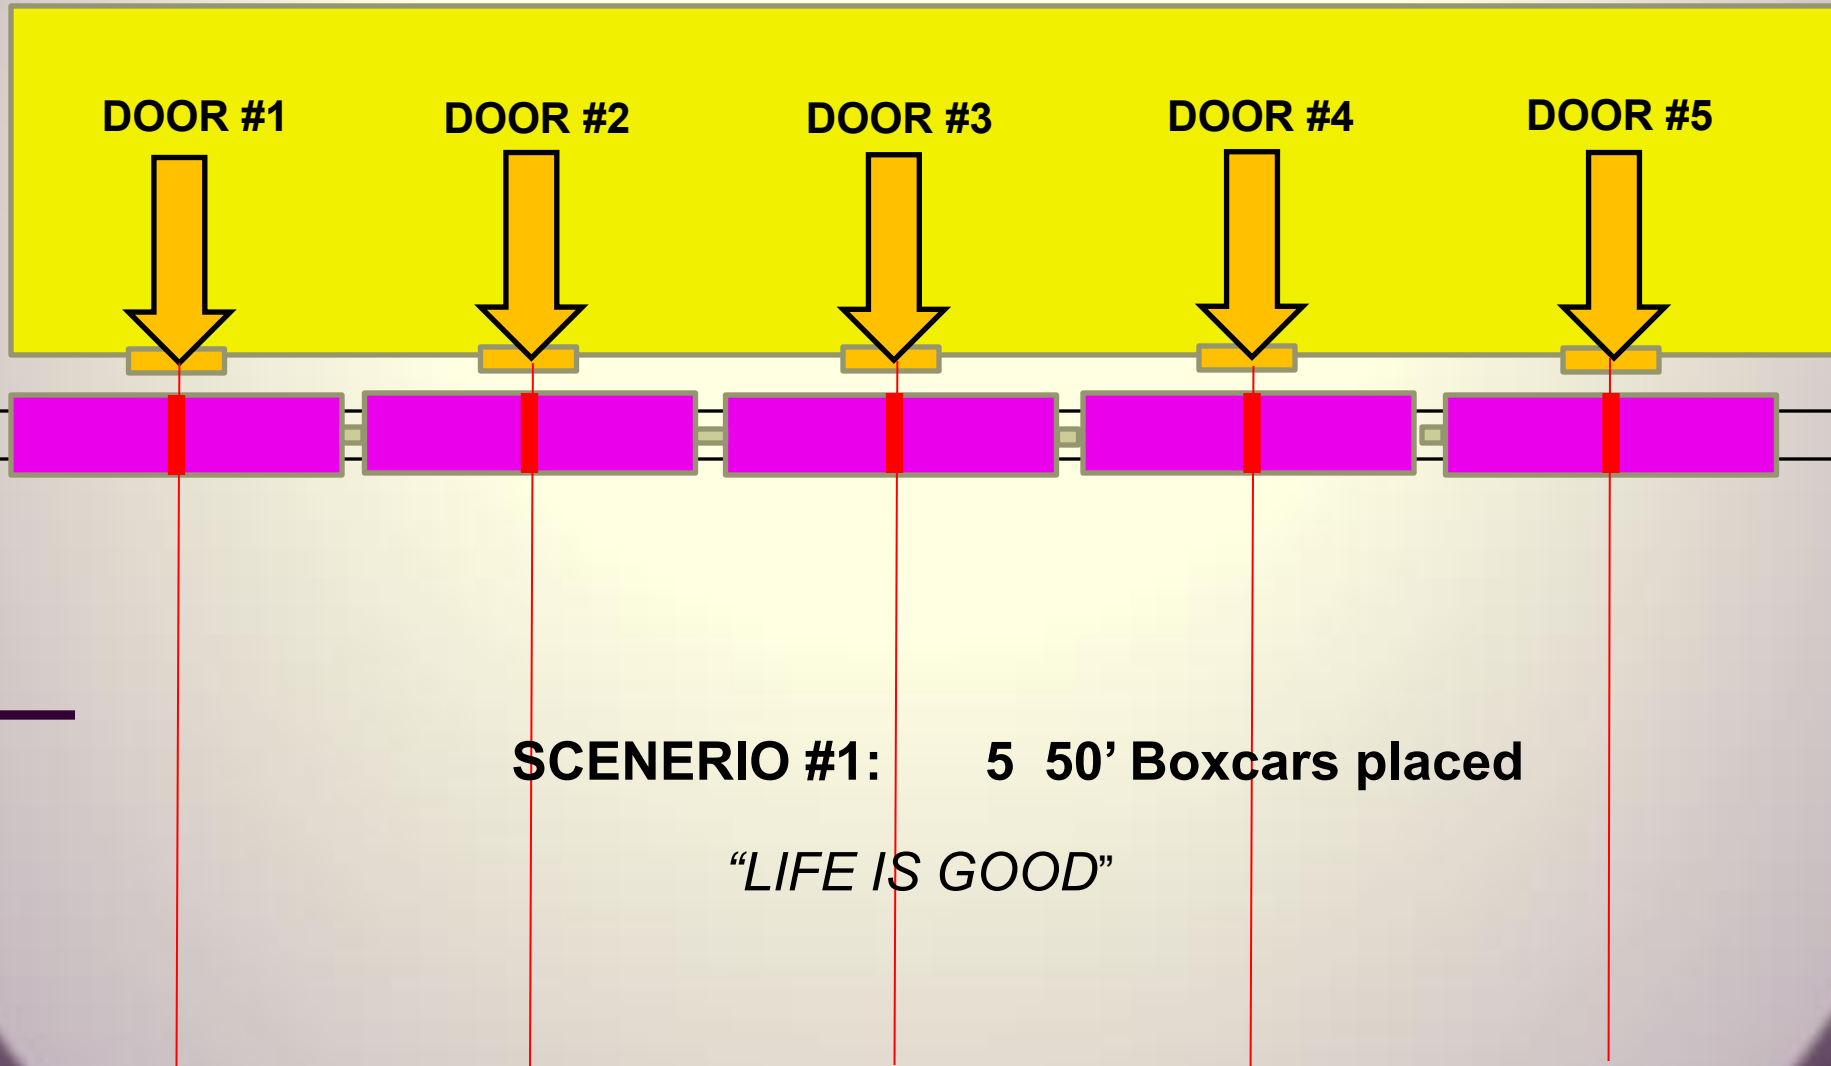 DOOR #1 DOOR #2 DOOR #3 DOOR #4 DOOR #5
SCENERIO #1: 5 50’ Boxcars placed
“LIFE IS GOOD”